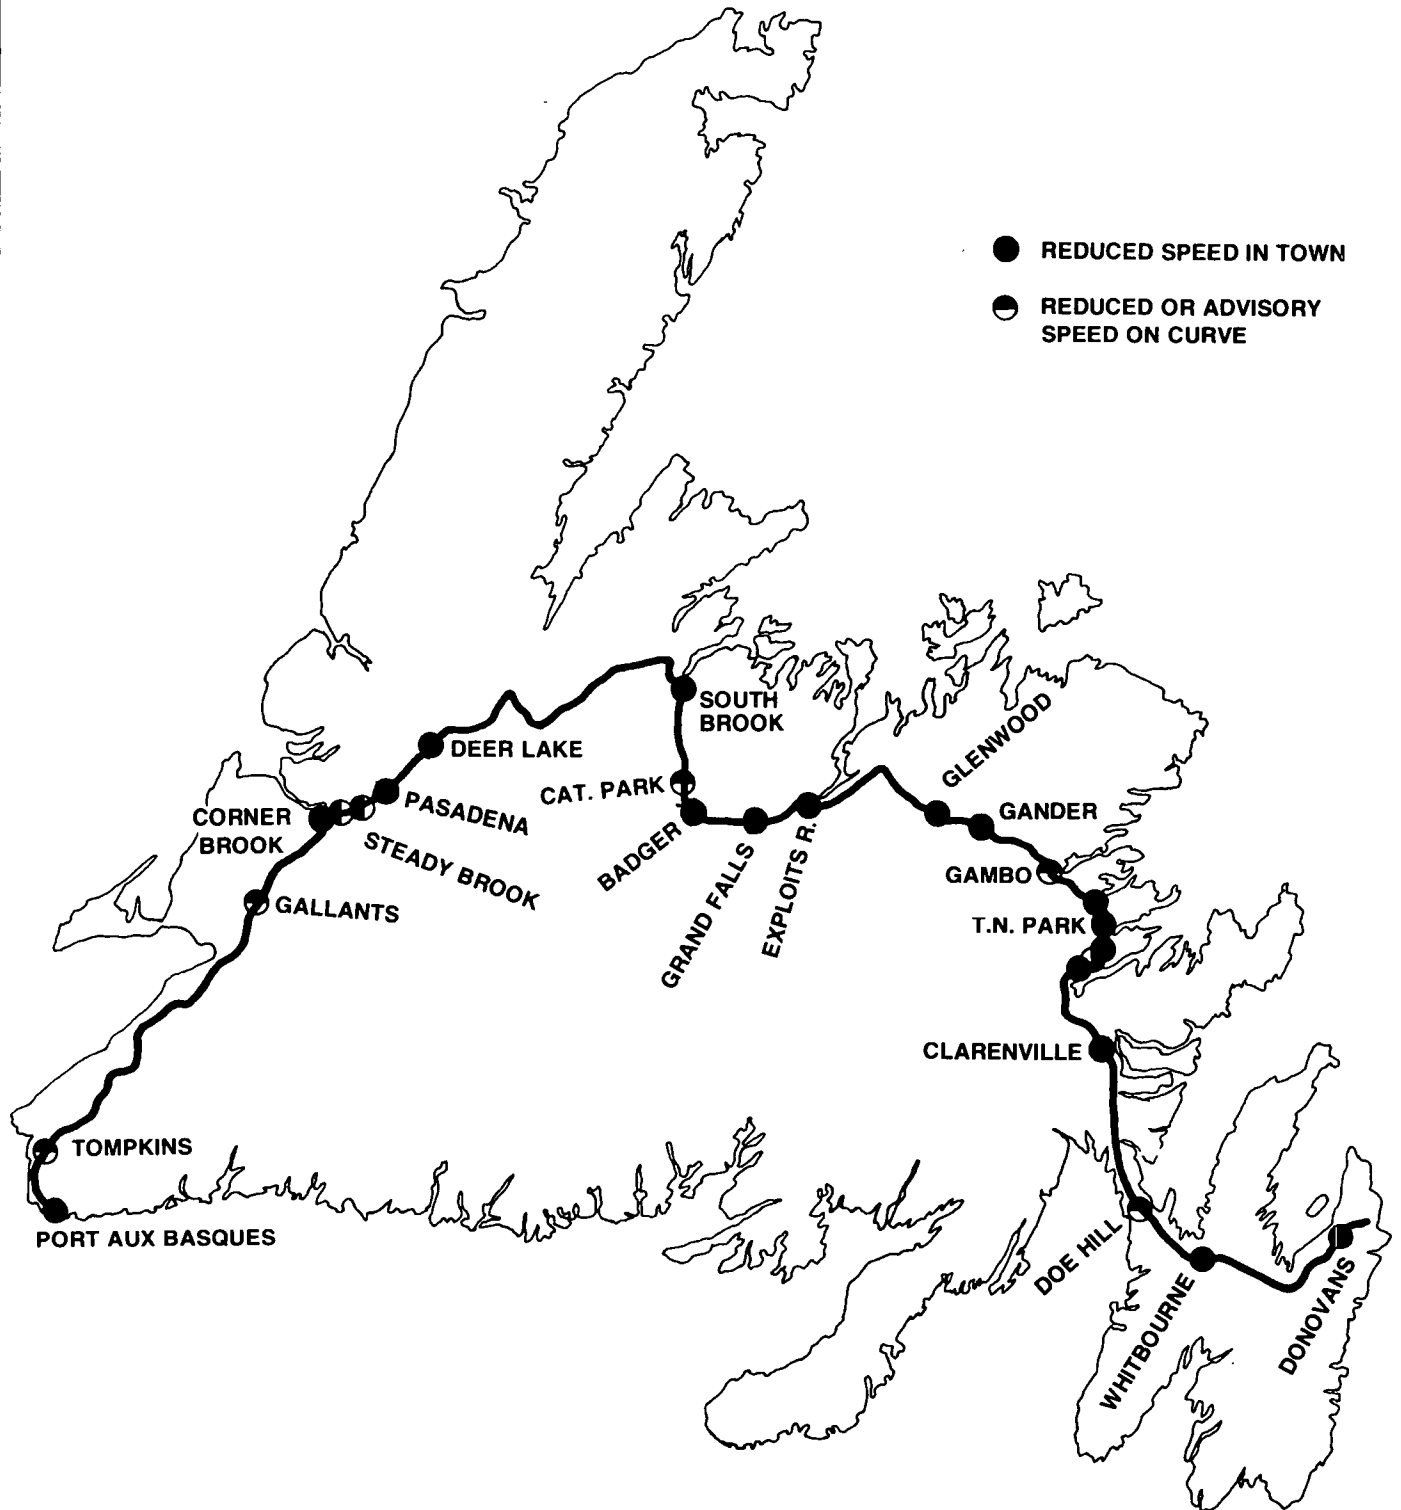 REDUCED SPEED IN TOWN
REDUCED OR ADVISORY
SPEED ON CURVE
SOUTH
BROOK
GLENWOOD
DEER LAKE
CAT. PARK
PASADENA
CORNER
BROOK
STEADY BROOK
BADGER
GRAND FALLS
EXPLOITS R.
GANDER
GAMBO
GALLANTS
T.N. PARK
CLARENVILLE
TOMPKINS
PORT AUX BASQUES
DOE HILL
WHITBOURNE
DONOVANS